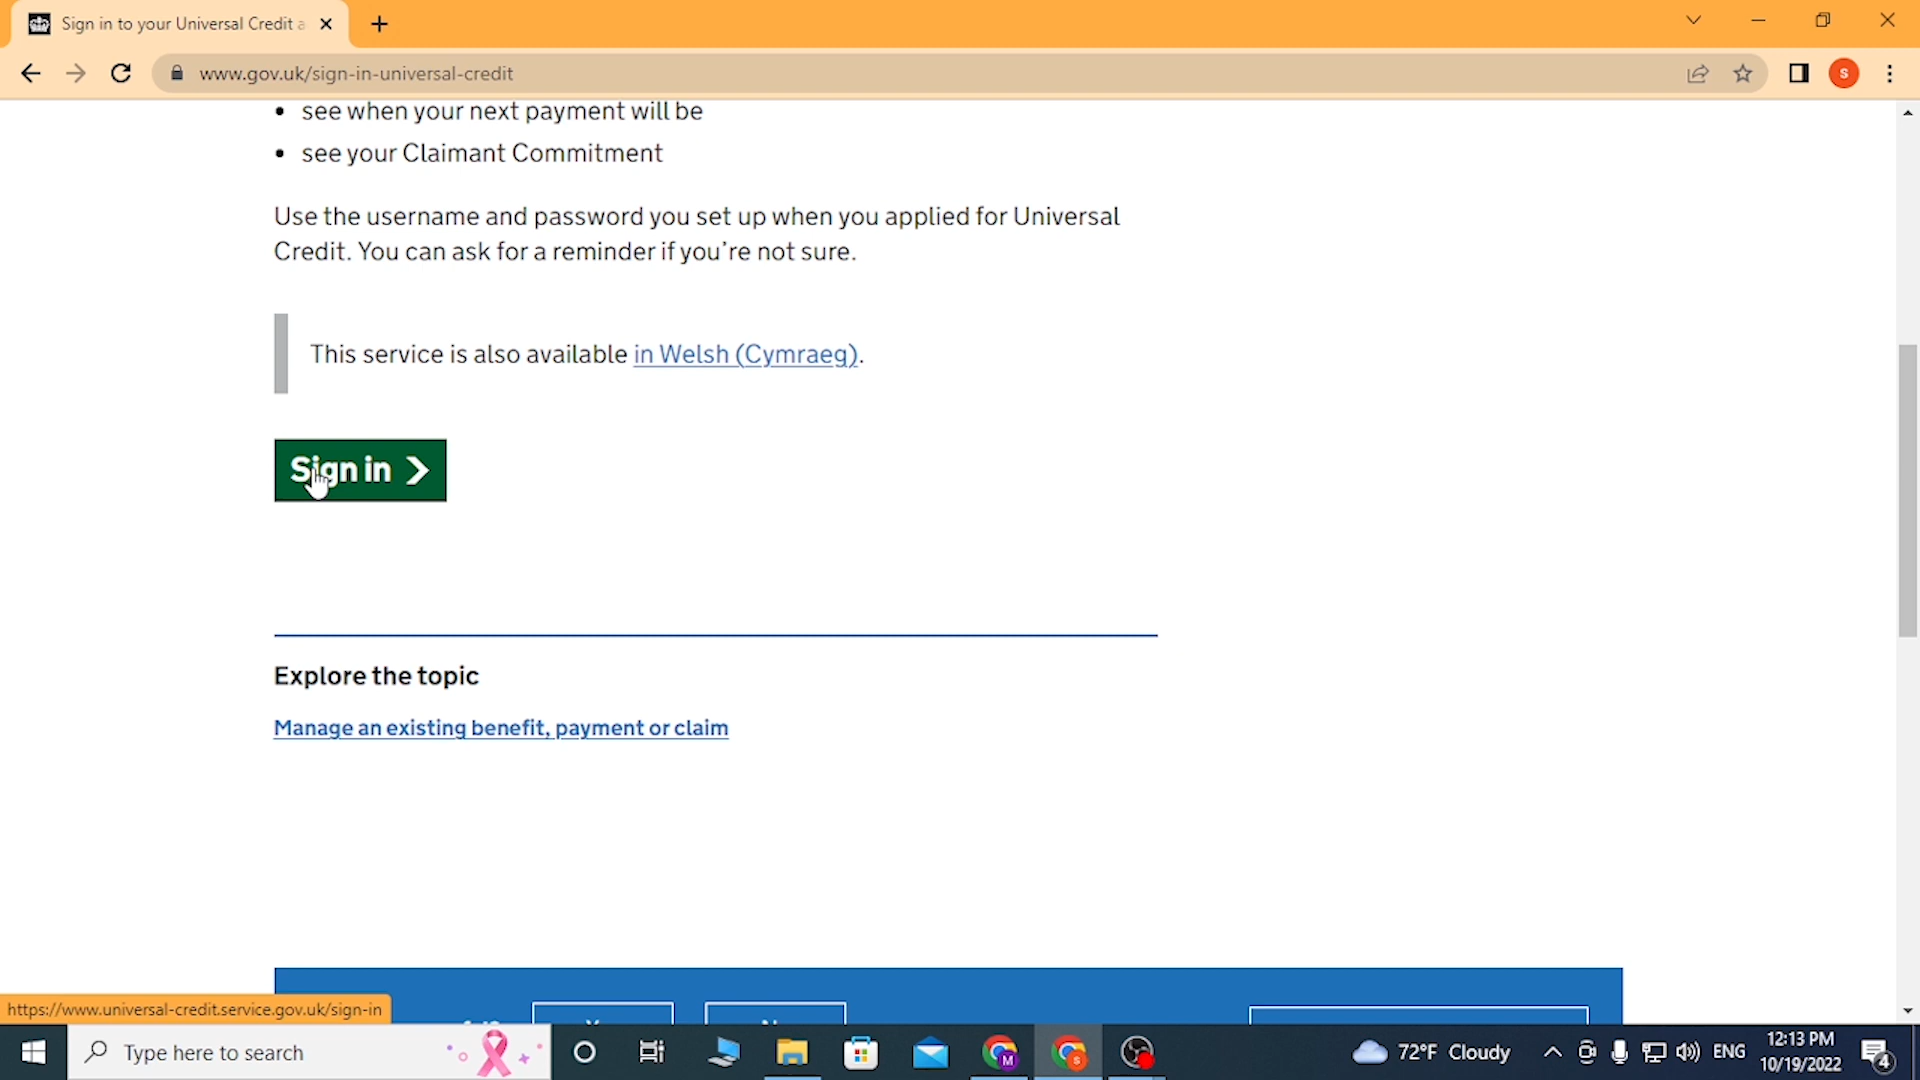 Sign in to your Universal Credit a
www.gov.uk/sign-in-universal-credit
S
• see when your next payment will be
• see your Claimant Commitment
Use the username and password you set up when you applied for Universal
Credit. You can ask for a reminder if you're not sure.
This service is also available in Welsh (Cymraeg).
Sign in
Explore the topic
Manage an existing benefit, payment or claim
https://www.universal-credit.service.gov.uk/sign-in
Type here to search
M
S
72°F Cloudy
ENG
12:13 PM
10/19/2022
4